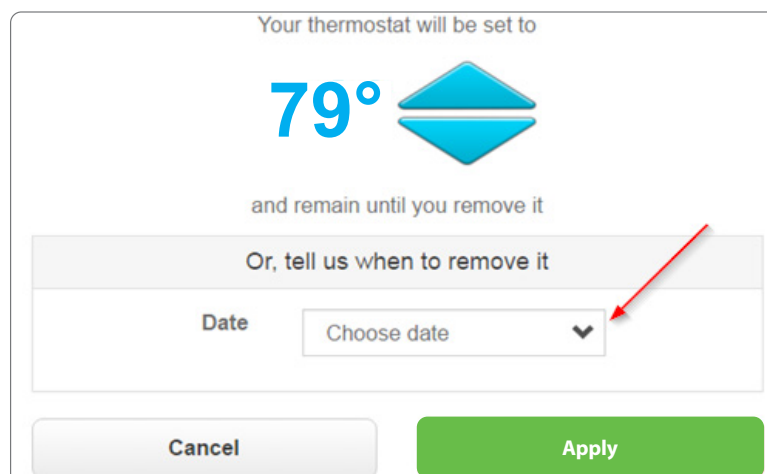 Your thermostat will be set to
79°
and remain until you remove it
Or, tell us when to remove it
Date Choose date
Cancel Apply